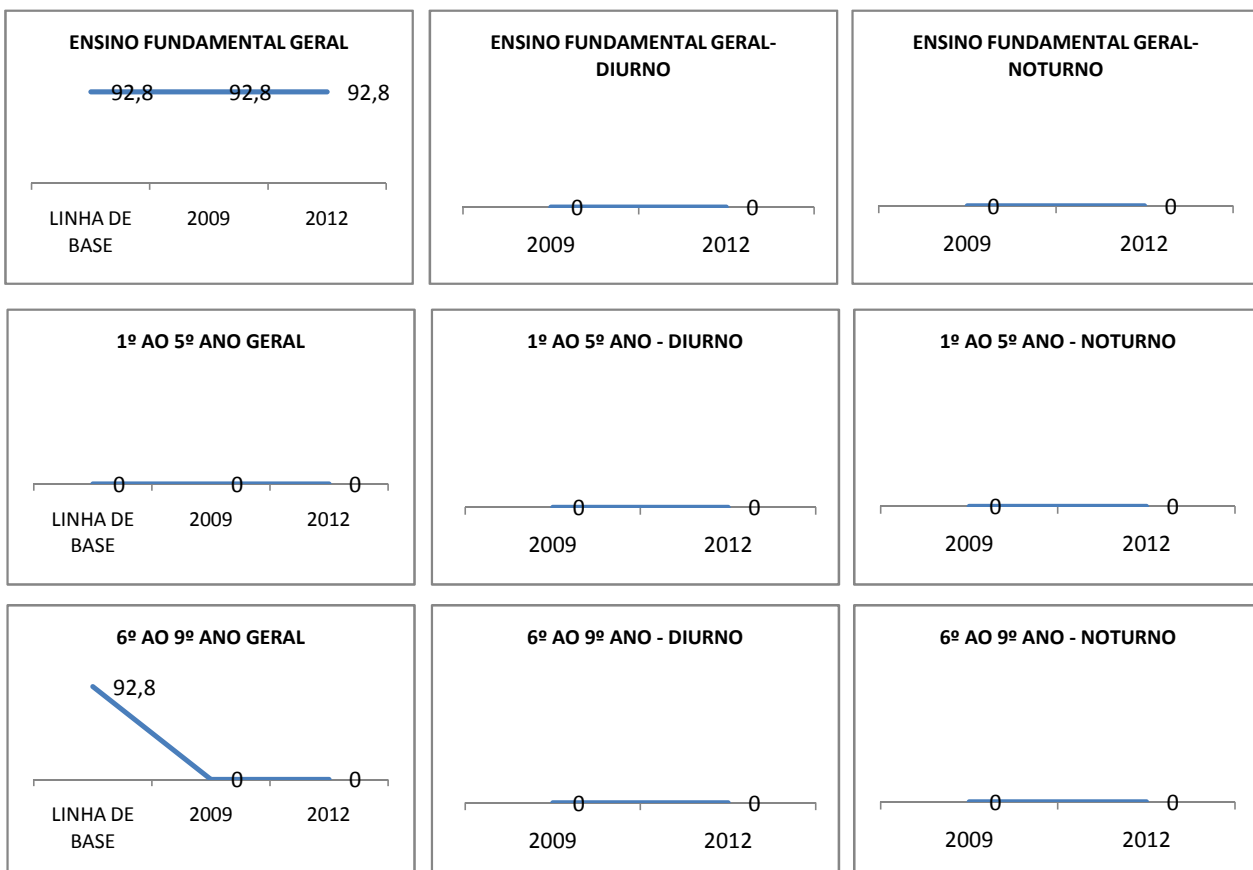 ENSINO FUNDAMENTAL GERAL
92,8 92,8 92,8
LINHA DE BASE 2009 2012
ENSINO FUNDAMENTAL GERAL-
DIURNO
0 0
2009 2012
ENSINO FUNDAMENTAL GERAL-
NOTURNO
0 0
2009 2012
1º AO 5º ANO GERAL
0 0 0
LINHA DE BASE 2009 2012
1º AO 5º ANO - DIURNO
0 0
2009 2012
1º AO 5º ANO - NOTURNO
0 0
2009 2012
6º AO 9º ANO GERAL
92,8
0 0
LINHA DE BASE 2009 2012
6º AO 9º ANO - DIURNO
0 0
2009 2012
6º AO 9º ANO - NOTURNO
0 0
2009 2012